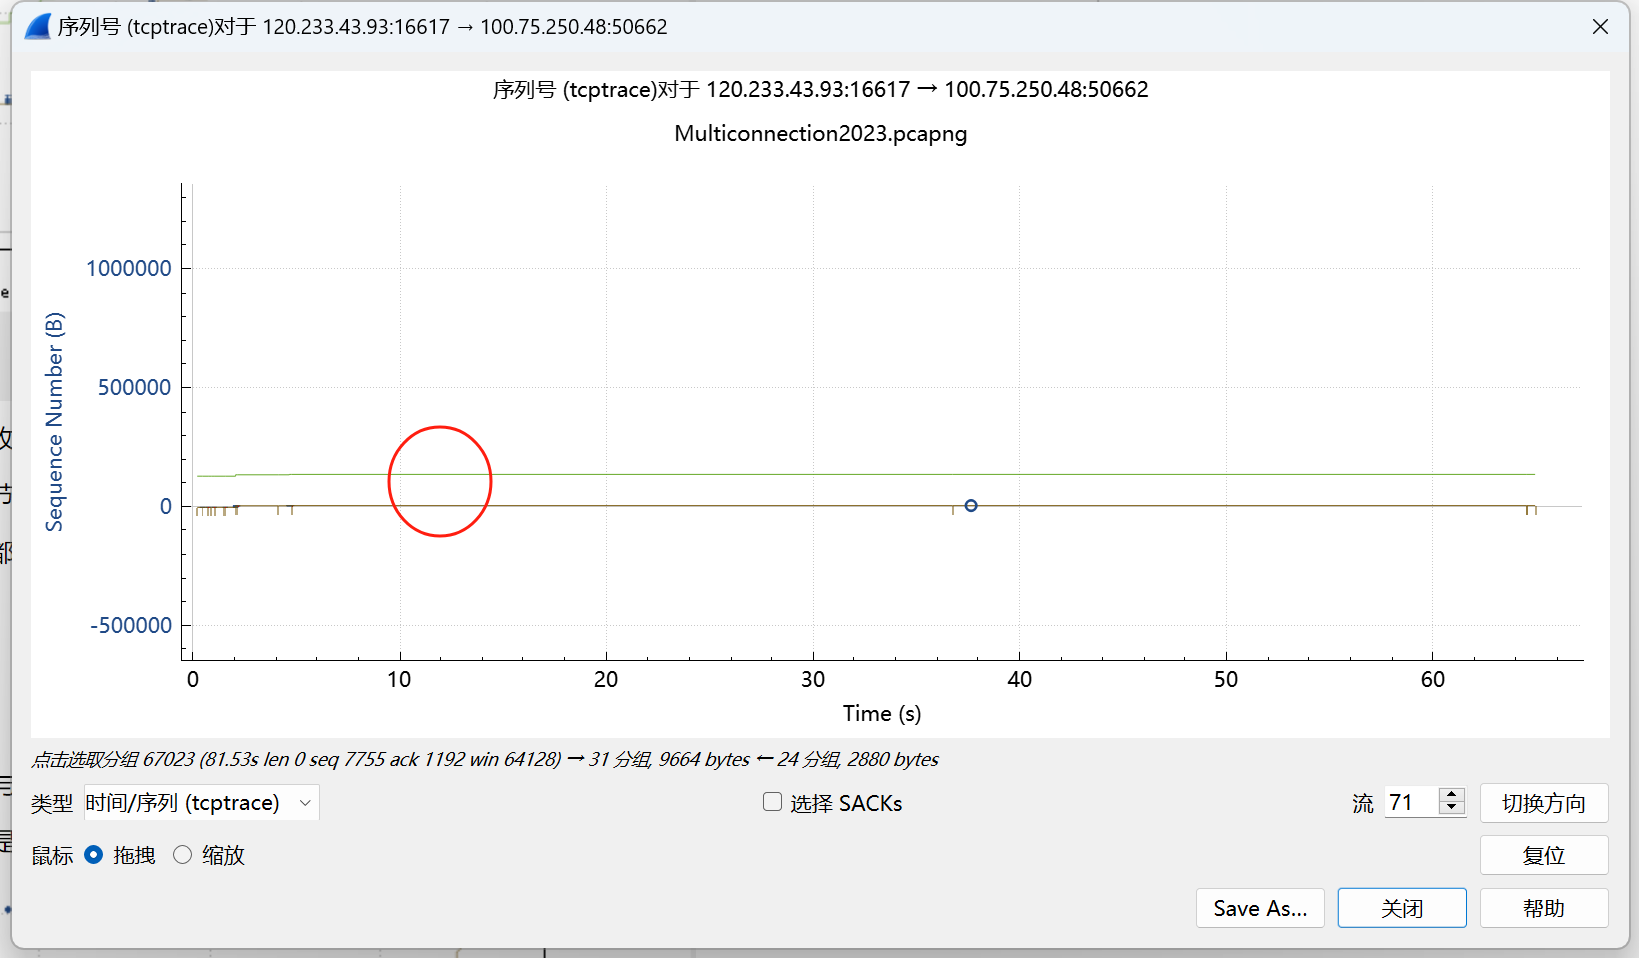 序列号 (tcptrace)对于 120.233.43.93:16617 → 100.75.250.48:50662
序列号 (tcptrace)对于 120.233.43.93:16617 → 100.75.250.48:50662
Multiconnection2023.pcapng
Sequence Number (B)
1000000
500000
0
-500000
0 10 20 30 40 50 60
Time (s)
点击选取分组 67023 (81.53s len 0 seq 7755 ack 1192 win 64128) → 31 分组, 9664 bytes ← 24 分组, 2880 bytes
类型 时间/序列 (tcptrace) 选择 SACKs 流 71 切换方向
鼠标 拖拽 缩放 复位
Save As... 关闭 帮助